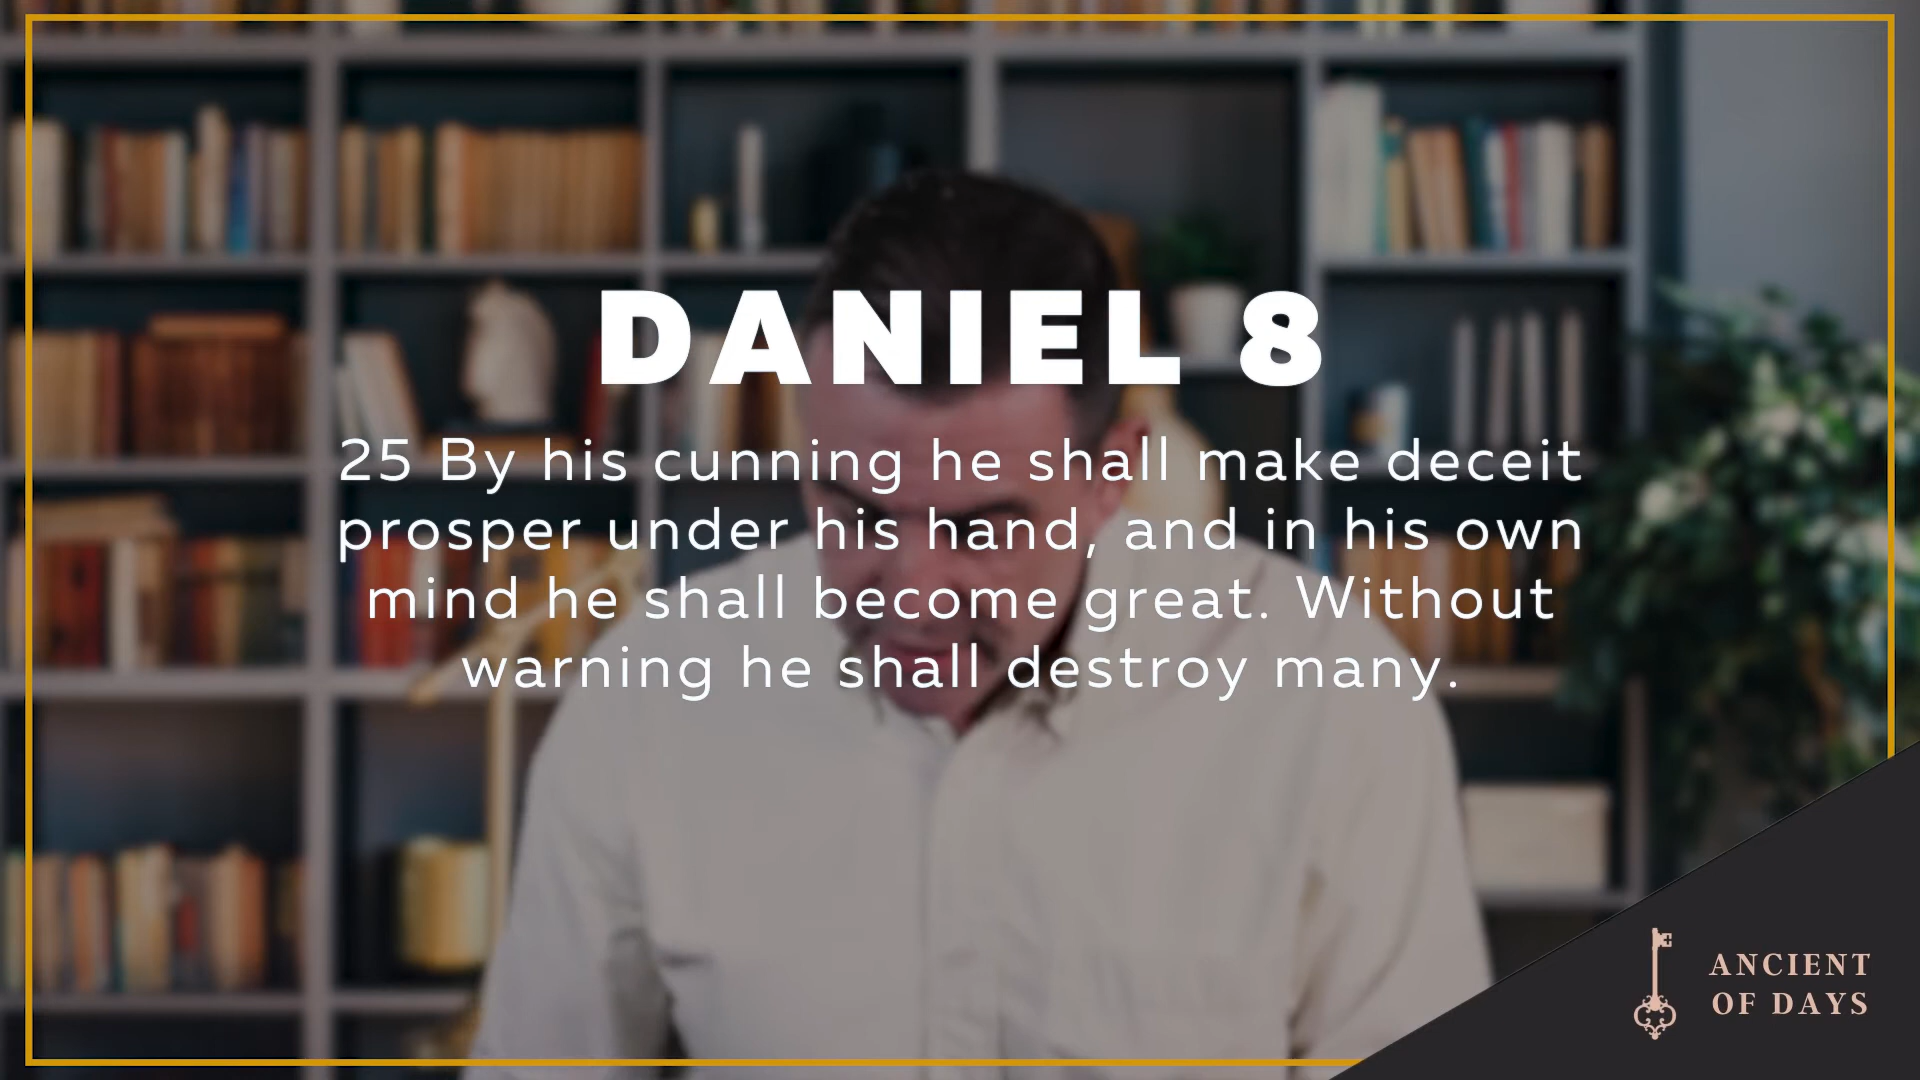 DANIEL 8
25 By his cunning he shall make deceit
prosper under his hand, and in his own
mind he shall become great. Without
warning he shall destroy many.
ANCIENT
OF DAYS